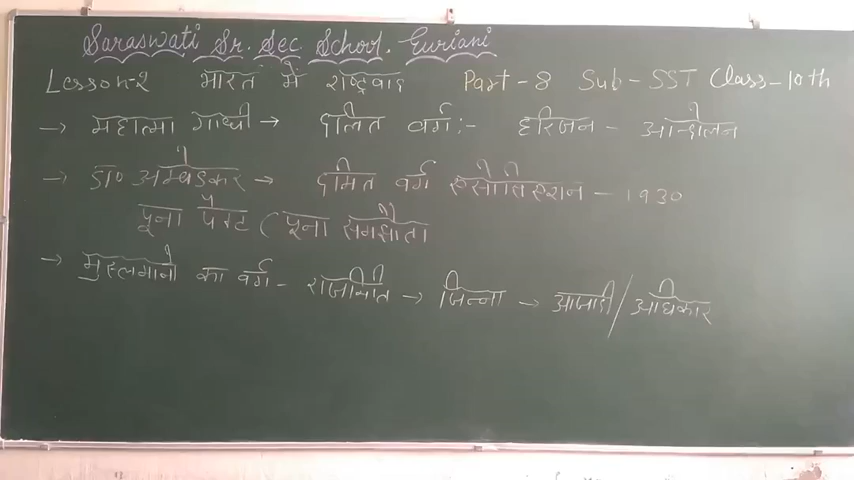 Saraswati Sr. Sec. School. Guriani
Lesson-2 भारत में राष्ट्रवाद Part-8 Sub-SST Class-10th
→ महात्मा गाँधी → दलित वर्ग :- हरिजन - आन्दोलन
→ डा० अम्बेडकर → दमित वर्ग एसोसिएशन - 1930
पूना पैक्ट (पूना समझौता
→ मुसलमानो का वर्ग - राजनीति → जिन्ना → आजादी/अधिकार